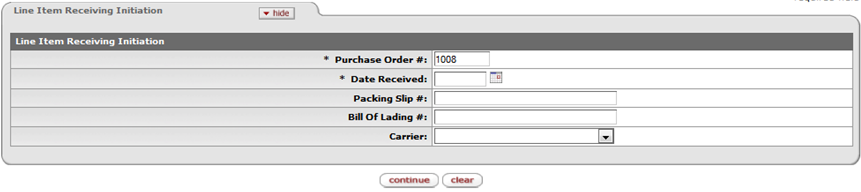 Line Item Receiving Initiation
hide
Line Item Receiving Initiation
* Purchase Order #: 1008
* Date Received:
Packing Slip #:
Bill Of Lading #:
Carrier:
continue clear